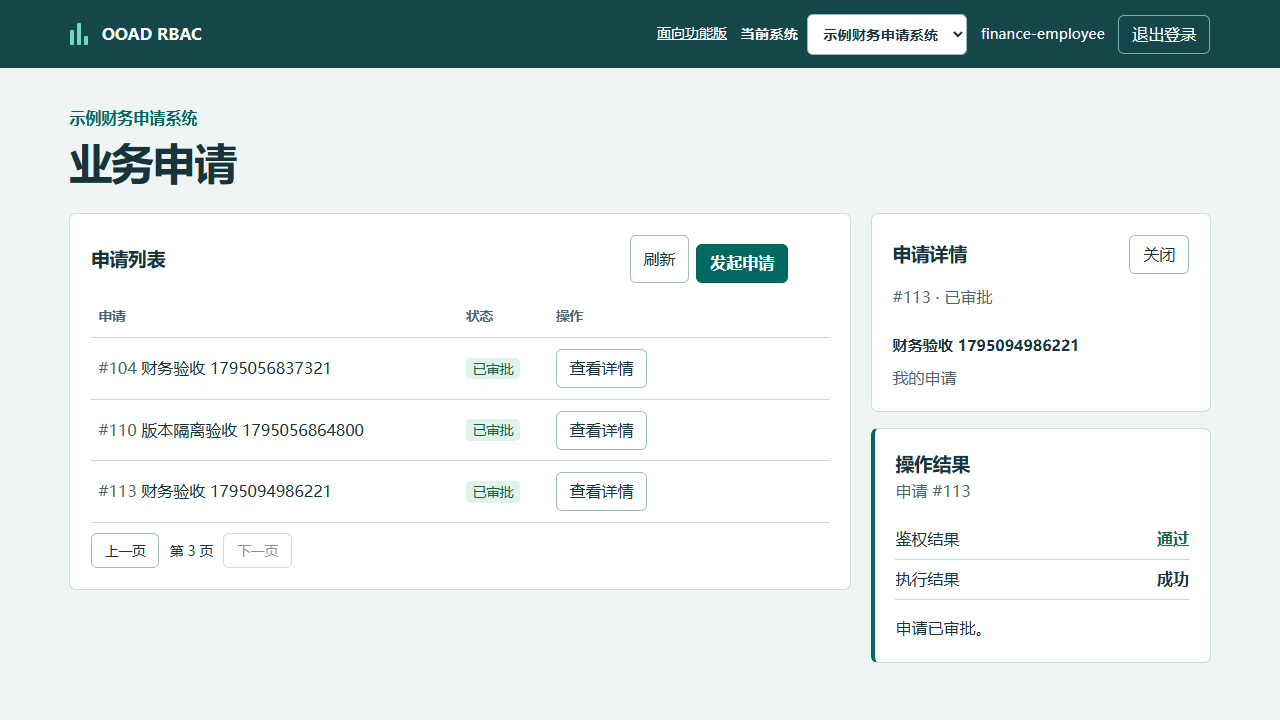 OOAD RBAC
面向功能版 当前系统 示例财务申请系统 finance-employee 退出登录
示例财务申请系统
业务申请
申请列表
刷新 发起申请
申请 状态 操作
#104 财务验收 1795056837321 已审批 查看详情
#110 版本隔离验收 1795056864800 已审批 查看详情
#113 财务验收 1795094986221 已审批 查看详情
上一页 第 3 页 下一页
申请详情 关闭
#113 · 已审批
财务验收 1795094986221
我的申请
操作结果
申请 #113
鉴权结果 通过
执行结果 成功
申请已审批。